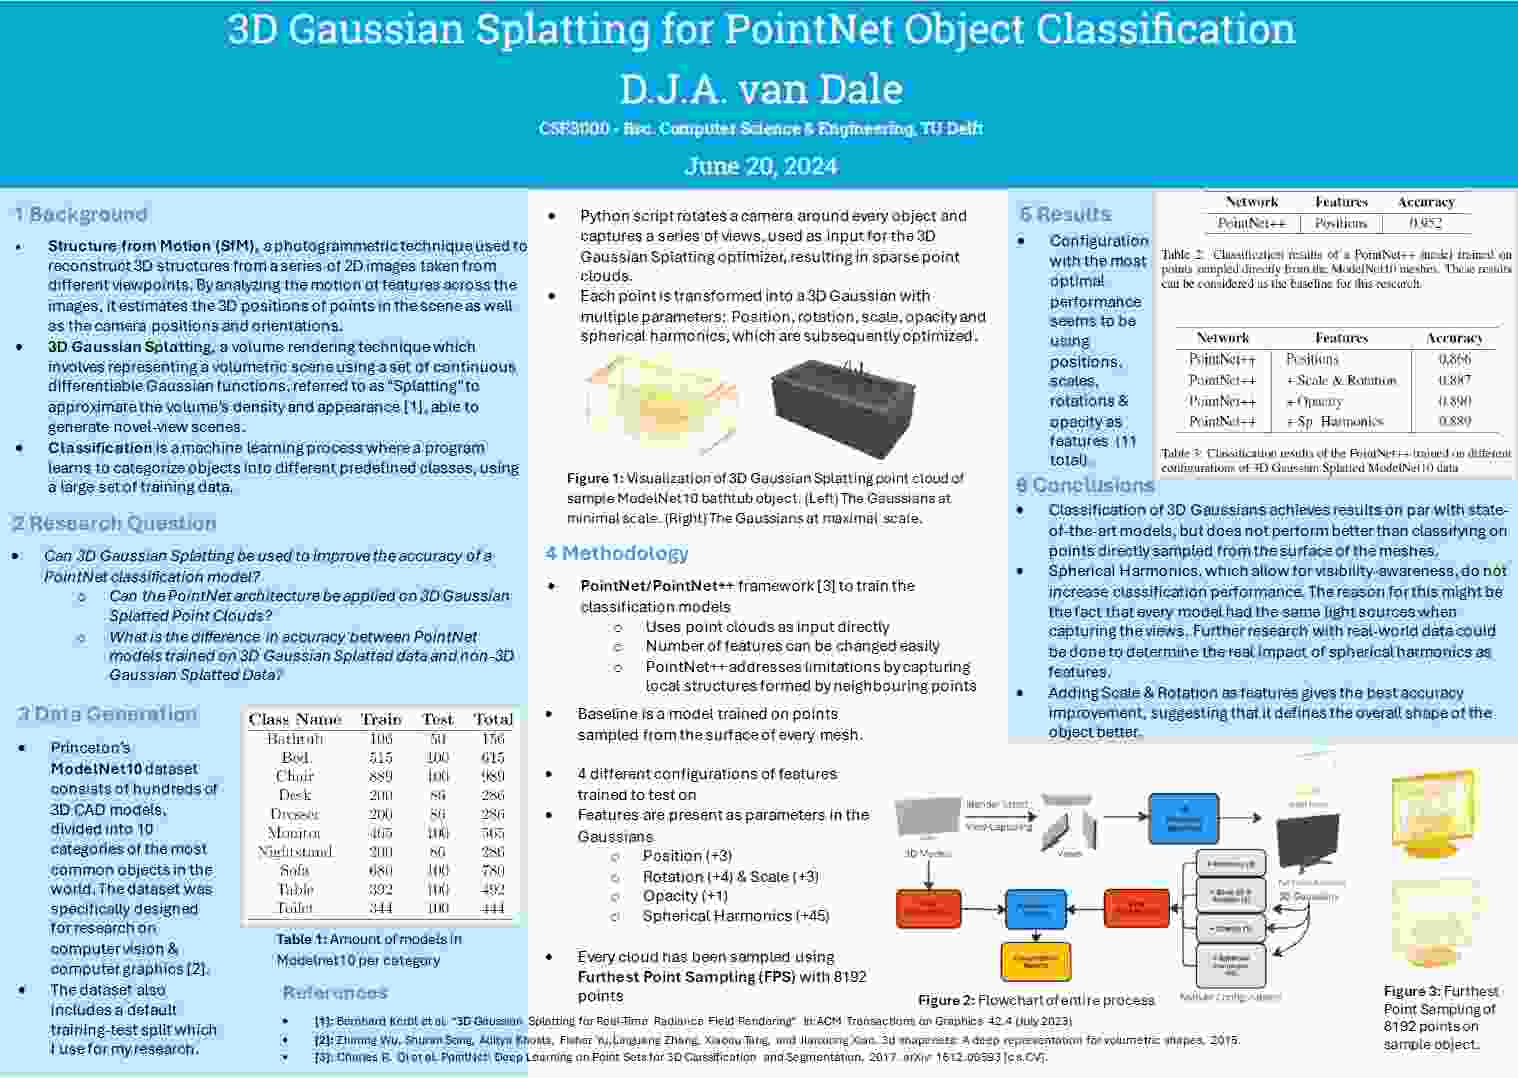 3D Gaussian Splatting for PointNet Object Classification
D.J.A. van Dale
CSE3000 - Bsc. Computer Science & Engineering, TU Delft
June 20, 2024
1 Background
• Structure from Motion (SfM), a photogrammetric technique used to
reconstruct 3D structures from a series of 2D images taken from
different viewpoints. By analyzing the motion of features across the
images, it estimates the 3D positions of points in the scene as well
as the camera positions and orientations.
• 3D Gaussian Splatting, a volume rendering technique which
involves representing a volumetric scene using a set of continuous
differentiable Gaussian functions, referred to as "Splatting" to
approximate the volume's density and appearance [1], able to
generate novel-view scenes.
• Classification is a machine learning process where a program
learns to categorize objects into different predefined classes, using
a large set of training data.
2 Research Question
• Can 3D Gaussian Splatting be used to improve the accuracy of a
PointNet classification model?
o Can the PointNet architecture be applied on 3D Gaussian
Splatted Point Clouds?
o What is the difference in accuracy between PointNet
models trained on 3D Gaussian Splatted data and non-3D
Gaussian Splatted Data?
3 Data Generation
• Princeton's
ModelNet10 dataset
consists of hundreds of
3D CAD models,
divided into 10
categories of the most
common objects in the
world. The dataset was
specifically designed
for research on
computer vision &
computer graphics [2].
• The dataset also
includes a default
training-test split which
I use for my research.
Class Name Train Test Total
Bathtub 106 50 156
Bed 515 100 615
Chair 889 100 989
Desk 200 86 286
Dresser 200 86 286
Monitor 465 100 565
Nightstand 200 86 286
Sofa 680 100 780
Table 392 100 492
Toilet 344 100 444
Table 1: Amount of models in
Modelnet10 per category
• Python script rotates a camera around every object and
captures a series of views, used as input for the 3D
Gaussian Splatting optimizer, resulting in sparse point
clouds.
• Each point is transformed into a 3D Gaussian with
multiple parameters: Position, rotation, scale, opacity and
spherical harmonics, which are subsequently optimized.
Figure 1: Visualization of 3D Gaussian Splatting point cloud of
sample ModelNet10 bathtub object. (Left) The Gaussians at
minimal scale. (Right) The Gaussians at maximal scale.
4 Methodology
• PointNet/PointNet++ framework [3] to train the
classification models
o Uses point clouds as input directly
o Number of features can be changed easily
o PointNet++ addresses limitations by capturing
local structures formed by neighbouring points
• Baseline is a model trained on points
sampled from the surface of every mesh.
• 4 different configurations of features
trained to test on
• Features are present as parameters in the
Gaussians
o Position (+3)
o Rotation (+4) & Scale (+3)
o Opacity (+1)
o Spherical Harmonics (+45)
• Every cloud has been sampled using
Furthest Point Sampling (FPS) with 8192
points
5 Results
• Configuration
with the most
optimal
performance
seems to be
using
positions,
scales,
rotations &
opacity as
features (11
total).
Network Features Accuracy
PointNet++ Positions 0.952
Table 2: Classification results of a PointNet++ model trained on
points sampled directly from the ModelNet10 meshes. These results
can be considered as the baseline for this research.
Network Features Accuracy
PointNet++ Positions 0.866
PointNet++ + Scale & Rotation 0.887
PointNet++ + Opacity 0.890
PointNet++ + Sp. Harmonics 0.889
Table 3: Classification results of the PointNet++ trained on different
configurations of 3D Gaussian Splatted ModelNet10 data
6 Conclusions
• Classification of 3D Gaussians achieves results on par with state-
of-the-art models, but does not perform better than classifying on
points directly sampled from the surface of the meshes.
• Spherical Harmonics, which allow for visibility-awareness, do not
increase classification performance. The reason for this might be
the fact that every model had the same light sources when
capturing the views. Further research with real-world data could
be done to determine the real impact of spherical harmonics as
features.
• Adding Scale & Rotation as features gives the best accuracy
improvement, suggesting that it defines the overall shape of the
object better.
Blender Script
View Capturing
3D Models
Views
3D Gaussians
Figure 2: Flowchart of entire process
Figure 3: Furthest
Point Sampling of
8192 points on
sample object.
References
• [1]: Bernhard Kerbl et al. "3D Gaussian Splatting for Real-Time Radiance Field Rendering". In: ACM Transactions on Graphics 42.4 (July 2023)
• [2]: Zhirong Wu, Shuran Song, Aditya Khosla, Fisher Yu, Linguang Zhang, Xiaoou Tang, and Jianxiong Xiao. 3d shapenets: A deep representation for volumetric shapes, 2015.
• [3]: Charles R. Qi et al. PointNet: Deep Learning on Point Sets for 3D Classification and Segmentation. 2017. arXiv: 1612.00593 [cs.CV].